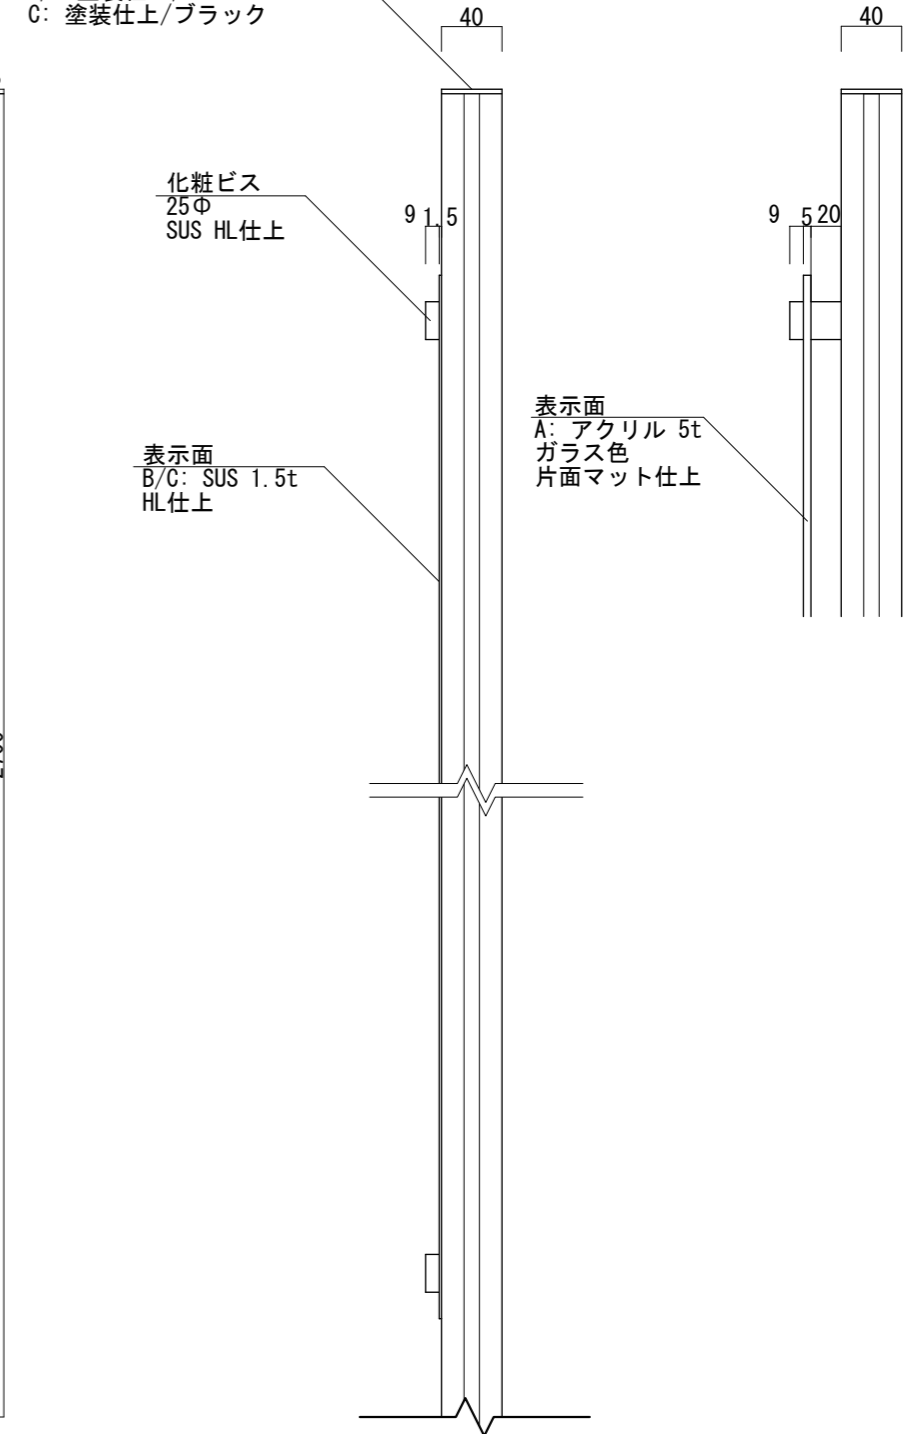 C: 塗装仕上/ブラック
40
40
化粧ビス
25Φ
SUS HL仕上
9 1.5
9 5 20
表示面
A: アクリル 5t
ガラス色
片面マット仕上
表示面
B/C: SUS 1.5t
HL仕上